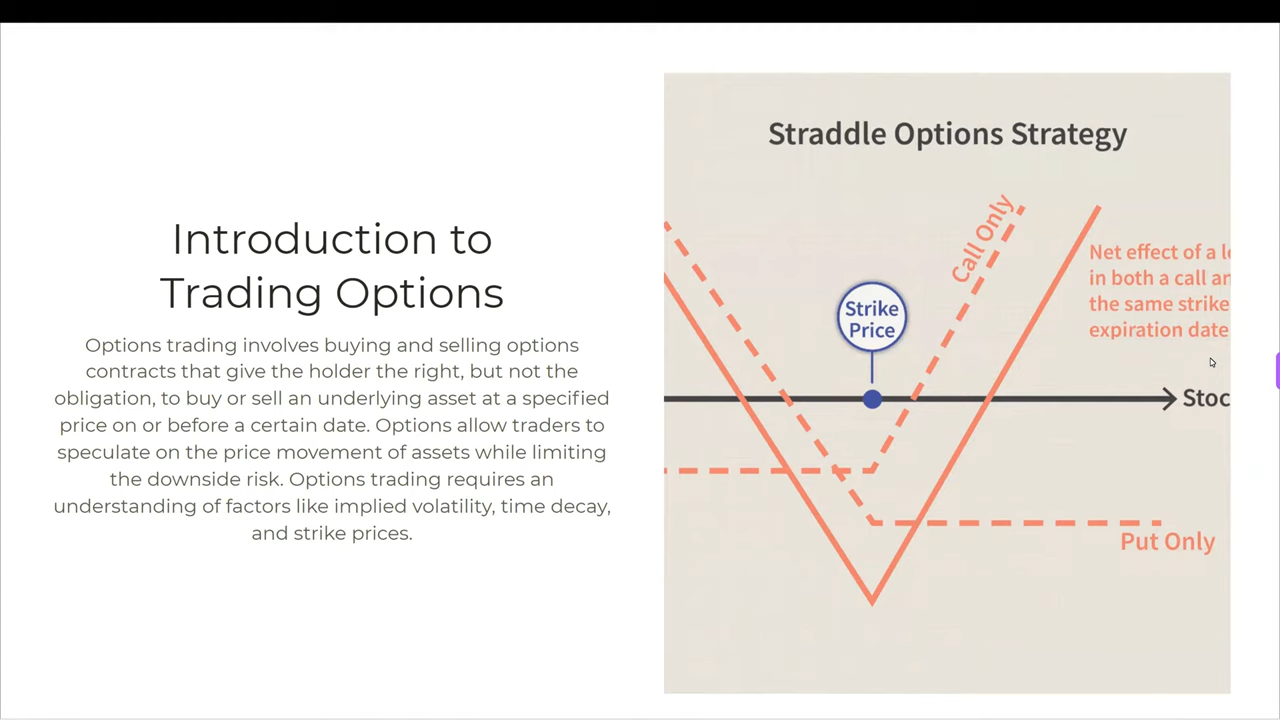 Introduction to
Trading Options
Options trading involves buying and selling options
contracts that give the holder the right, but not the
obligation, to buy or sell an underlying asset at a specified
price on or before a certain date. Options allow traders to
speculate on the price movement of assets while limiting
the downside risk. Options trading requires an
understanding of factors like implied volatility, time decay,
and strike prices.
Straddle Options Strategy
Call Only
Strike
Price
Net effect of a
in both a call
the same strike
expiration date
Put Only